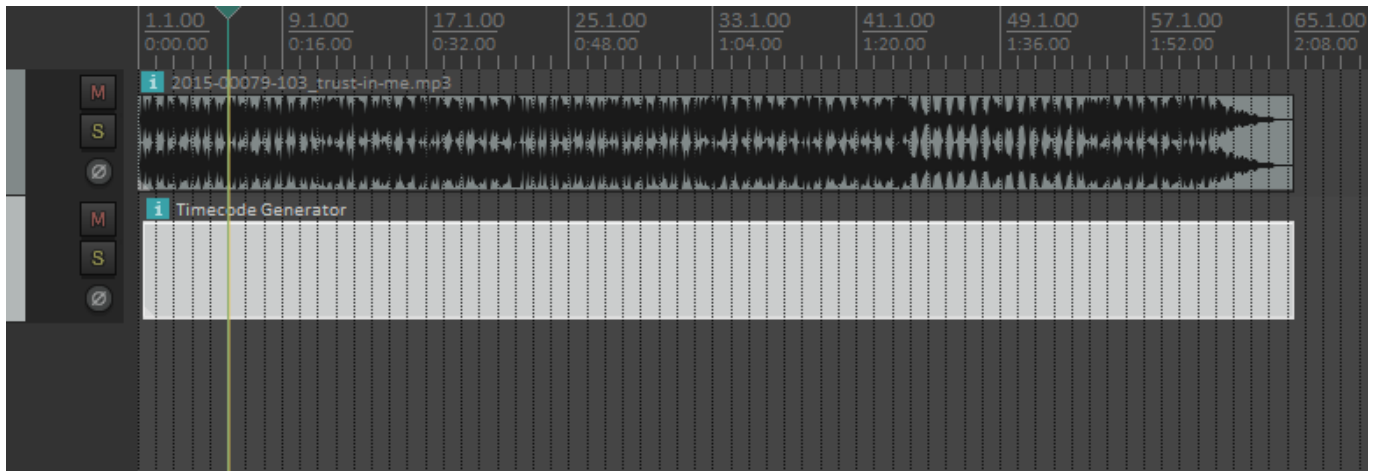 1.1.00 9.1.00 17.1.00 25.1.00 33.1.00 41.1.00 49.1.00 57.1.00 65.1.00
0:00.00 0:16.00 0:32.00 0:48.00 1:04.00 1:20.00 1:36.00 1:52.00 2:08.00
i 2015-00079-103_trust-in-me.mp3
M
S
Ø
i Timecode Generator
M
S
Ø